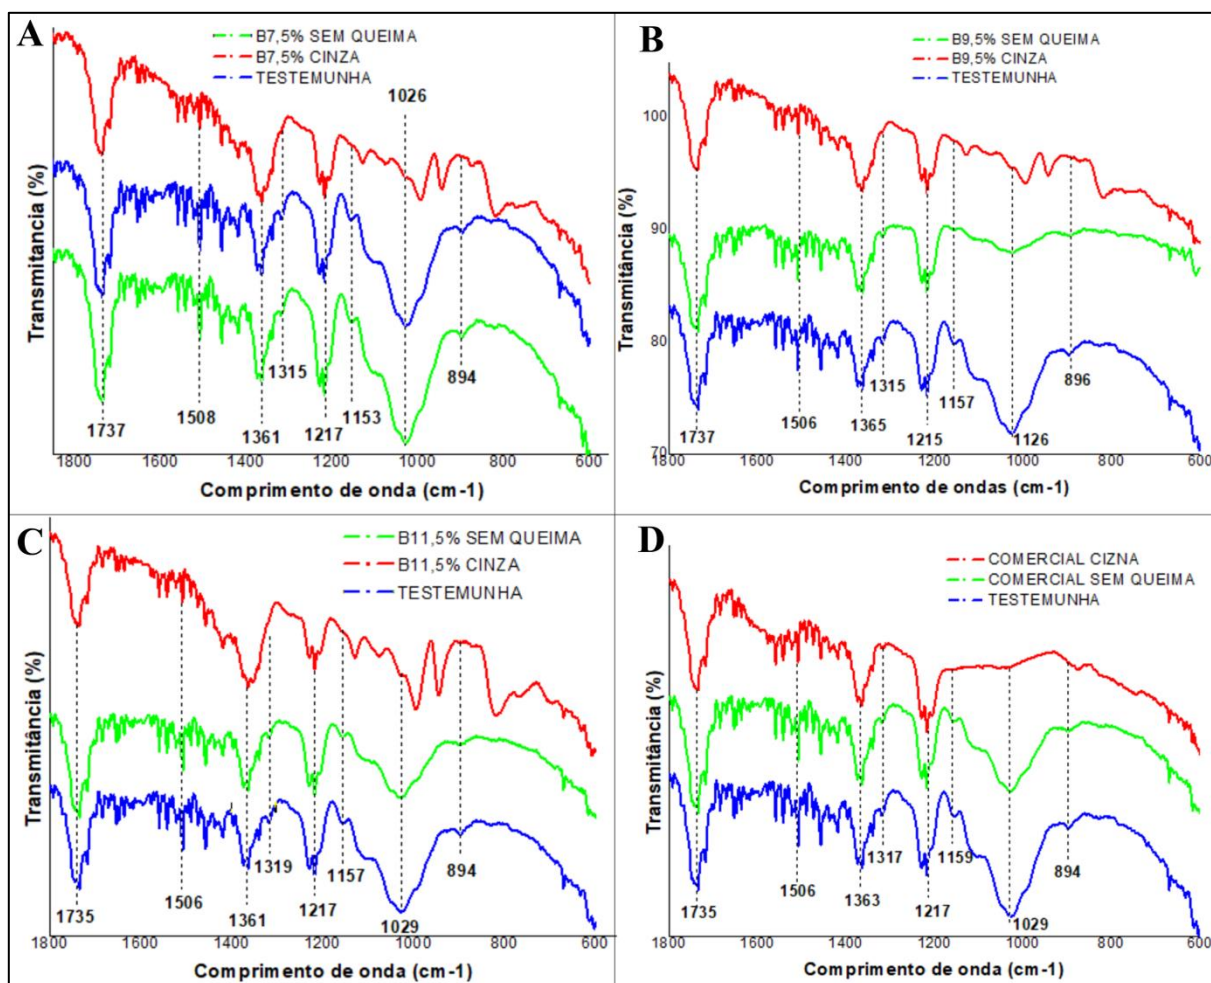 A
B7,5% SEM QUEIMA
B7,5% CINZA
TESTEMUNHA
1026
Transmitancia (%)
1737
1508
1361
1315
1217
1153
894
1800 1600 1400 1200 1000 800 600
Comprimento de onda (cm-1)
B
B9,5% SEM QUEIMA
B9,5% CINZA
TESTEMUNHA
100
90
80
70
Transmitância (%)
1737
1506
1365
1315
1215
1157
1126
896
1800 1600 1400 1200 1000 800 600
Comprimento de ondas (cm-1)
C
B11,5% SEM QUEIMA
B11,5% CINZA
TESTEMUNHA
Transmitância (%)
1735
1506
1361
1319
1217
1157
1029
894
1800 1600 1400 1200 1000 800 600
Comprimento de onda (cm-1)
D
COMERCIAL CIZNA
COMERCIAL SEM QUEIMA
TESTEMUNHA
Transmitância (%)
1735
1506
1363
1317
1217
1159
1029
894
1800 1600 1400 1200 1000 800 600
Comprimento de onda (cm-1)